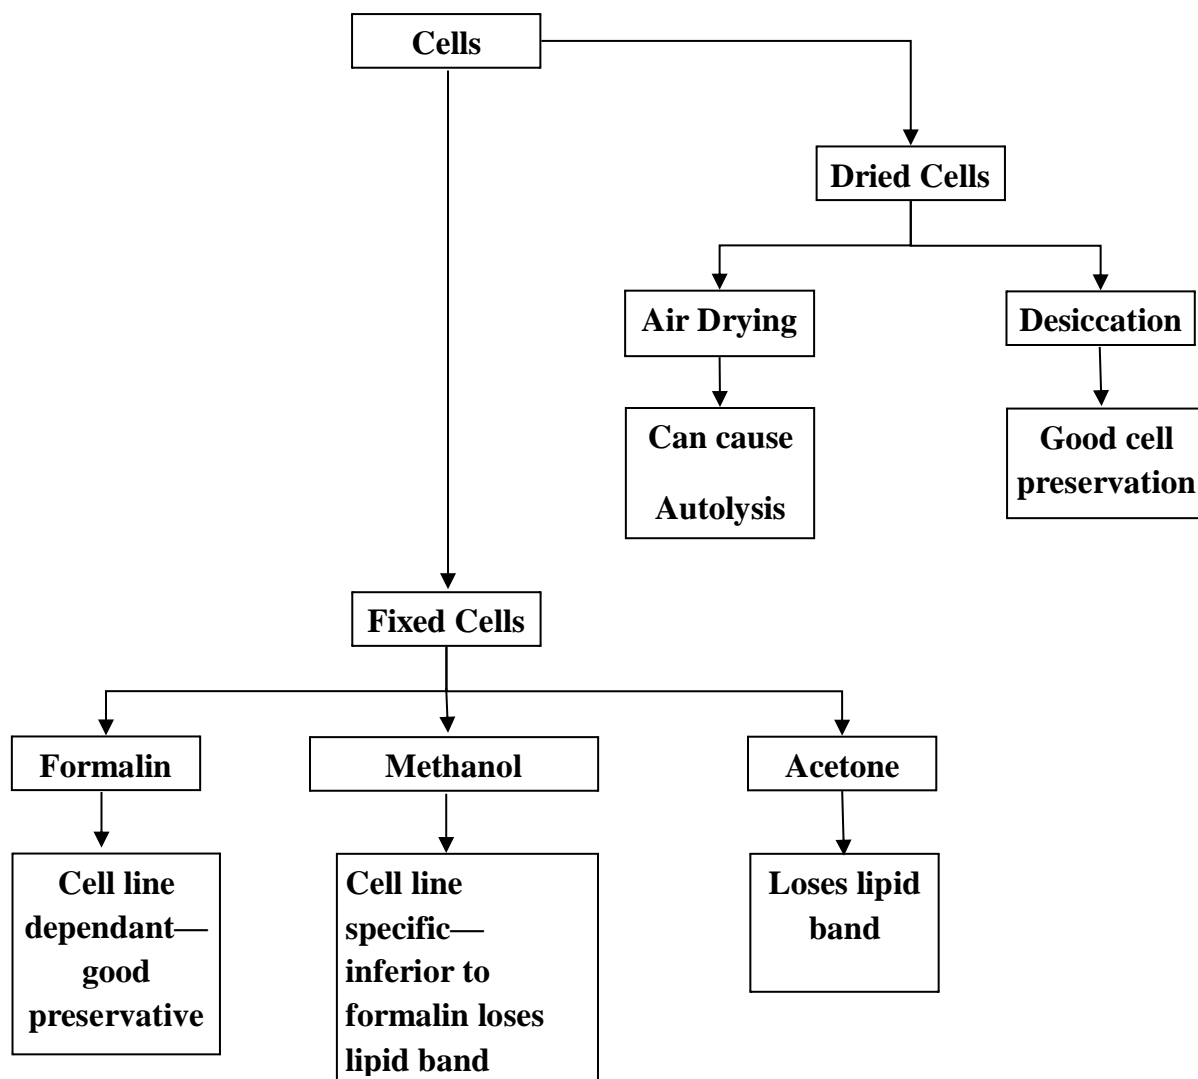 Cells
Dried Cells
Air Drying
Desiccation
Can cause
Autolysis
Good cell
preservation
Fixed Cells
Formalin
Methanol
Acetone
Cell line
dependant—
good
preservative
Cell line
specific—
inferior to
formalin loses
lipid band
Loses lipid
band